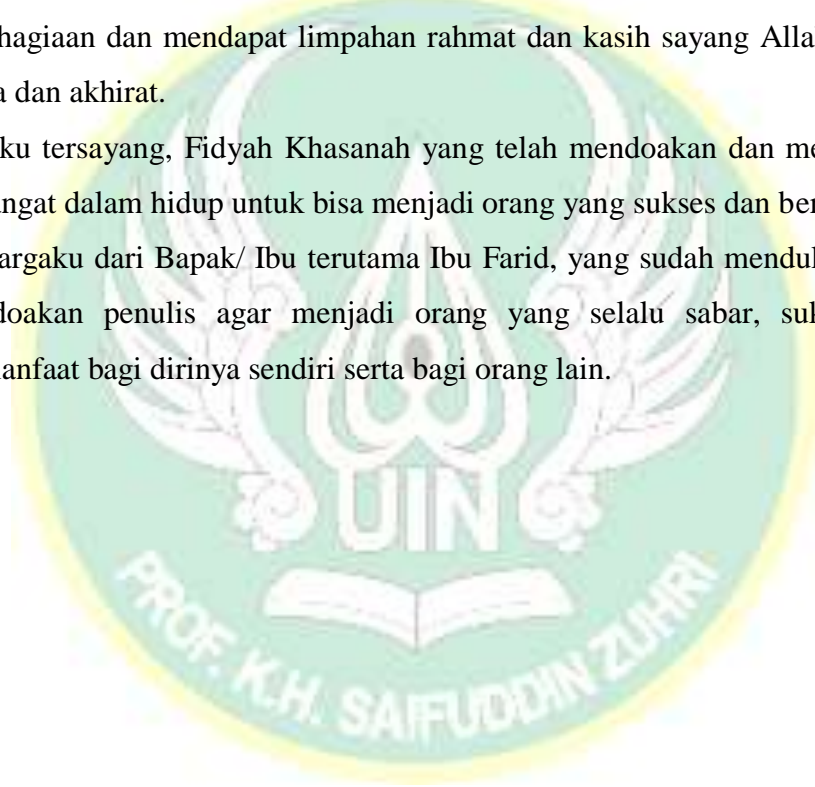 hagiaan dan mendapat limpahan rahmat dan kasih sayang Alla
a dan akhirat.
ku tersayang, Fidyah Khasanah yang telah mendoakan dan me
ngat dalam hidup untuk bisa menjadi orang yang sukses dan ber
argaku dari Bapak/ Ibu terutama Ibu Farid, yang sudah menduk
doakan penulis agar menjadi orang yang selalu sabar, suk
anfaat bagi dirinya sendiri serta bagi orang lain.
UIN
PROF. K.H. SAIFUDDIN ZUHRI